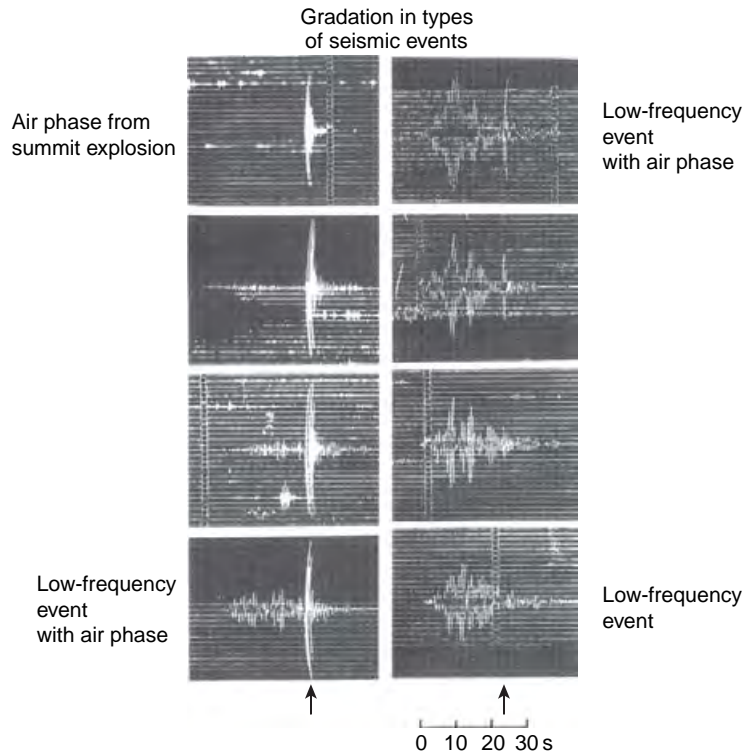 Gradation in types
of seismic events
Air phase from
summit explosion
Low-frequency
event
with air phase
Low-frequency
event
with air phase
Low-frequency
event
0 10 20 30 s